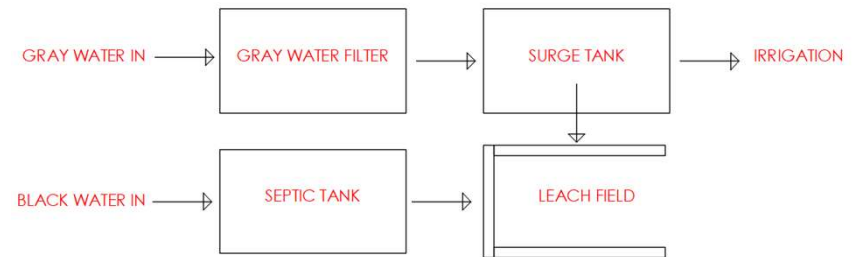 GRAY WATER IN
GRAY WATER FILTER
SURGE TANK
IRRIGATION
BLACK WATER IN
SEPTIC TANK
LEACH FIELD